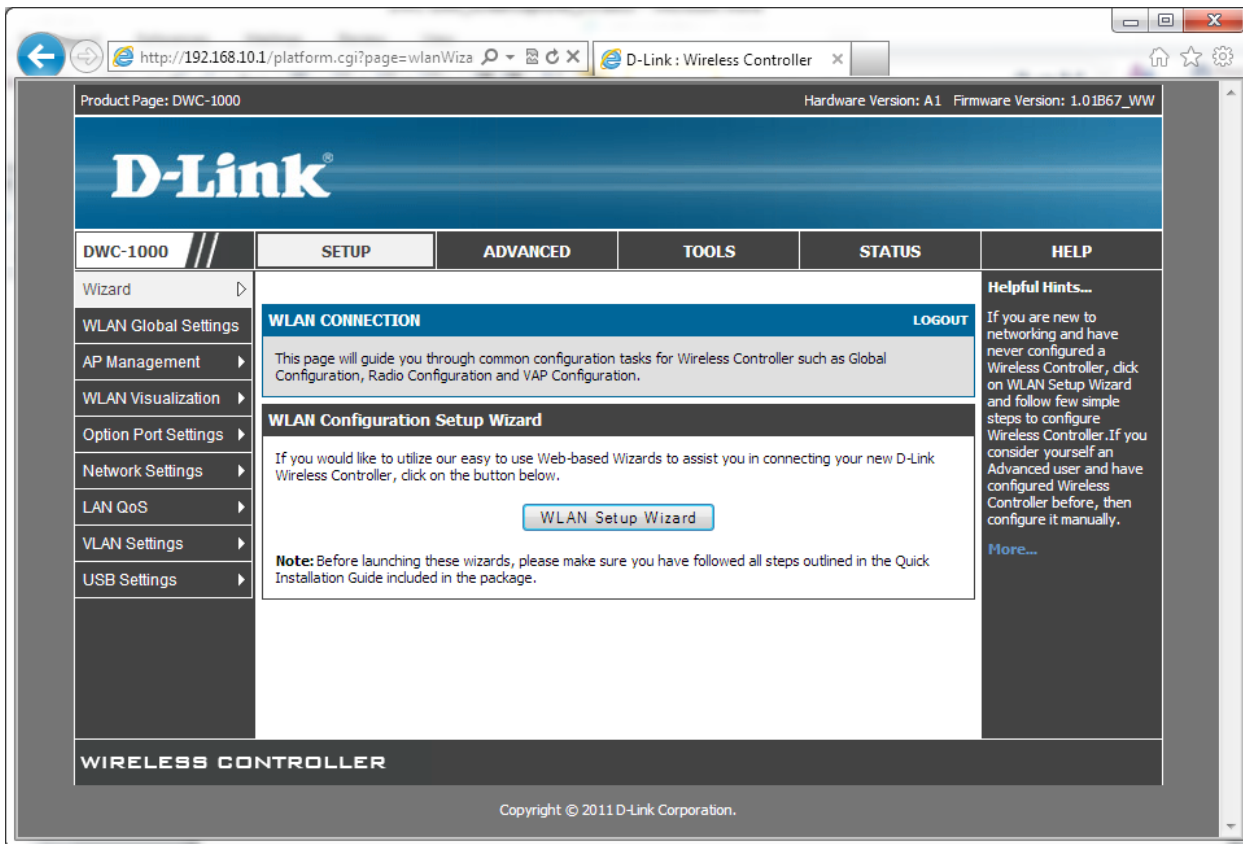 http://192.168.10.1/platform.cgi?page=wlanWiza
D-Link : Wireless Controller
Product Page: DWC-1000
Hardware Version: A1 Firmware Version: 1.01B67_WW
D-Link®
DWC-1000
SETUP
ADVANCED
TOOLS
STATUS
HELP
Wizard
WLAN Global Settings
AP Management
WLAN Visualization
Option Port Settings
Network Settings
LAN QoS
VLAN Settings
USB Settings
WLAN CONNECTION
LOGOUT
This page will guide you through common configuration tasks for Wireless Controller such as Global
Configuration, Radio Configuration and VAP Configuration.
WLAN Configuration Setup Wizard
If you would like to utilize our easy to use Web-based Wizards to assist you in connecting your new D-Link
Wireless Controller, click on the button below.
WLAN Setup Wizard
Note: Before launching these wizards, please make sure you have followed all steps outlined in the Quick
Installation Guide included in the package.
Helpful Hints...
If you are new to
networking and have
never configured a
Wireless Controller, click
on WLAN Setup Wizard
and follow few simple
steps to configure
Wireless Controller.If you
consider yourself an
Advanced user and have
configured Wireless
Controller before, then
configure it manually.
More...
WIRELESS CONTROLLER
Copyright © 2011 D-Link Corporation.